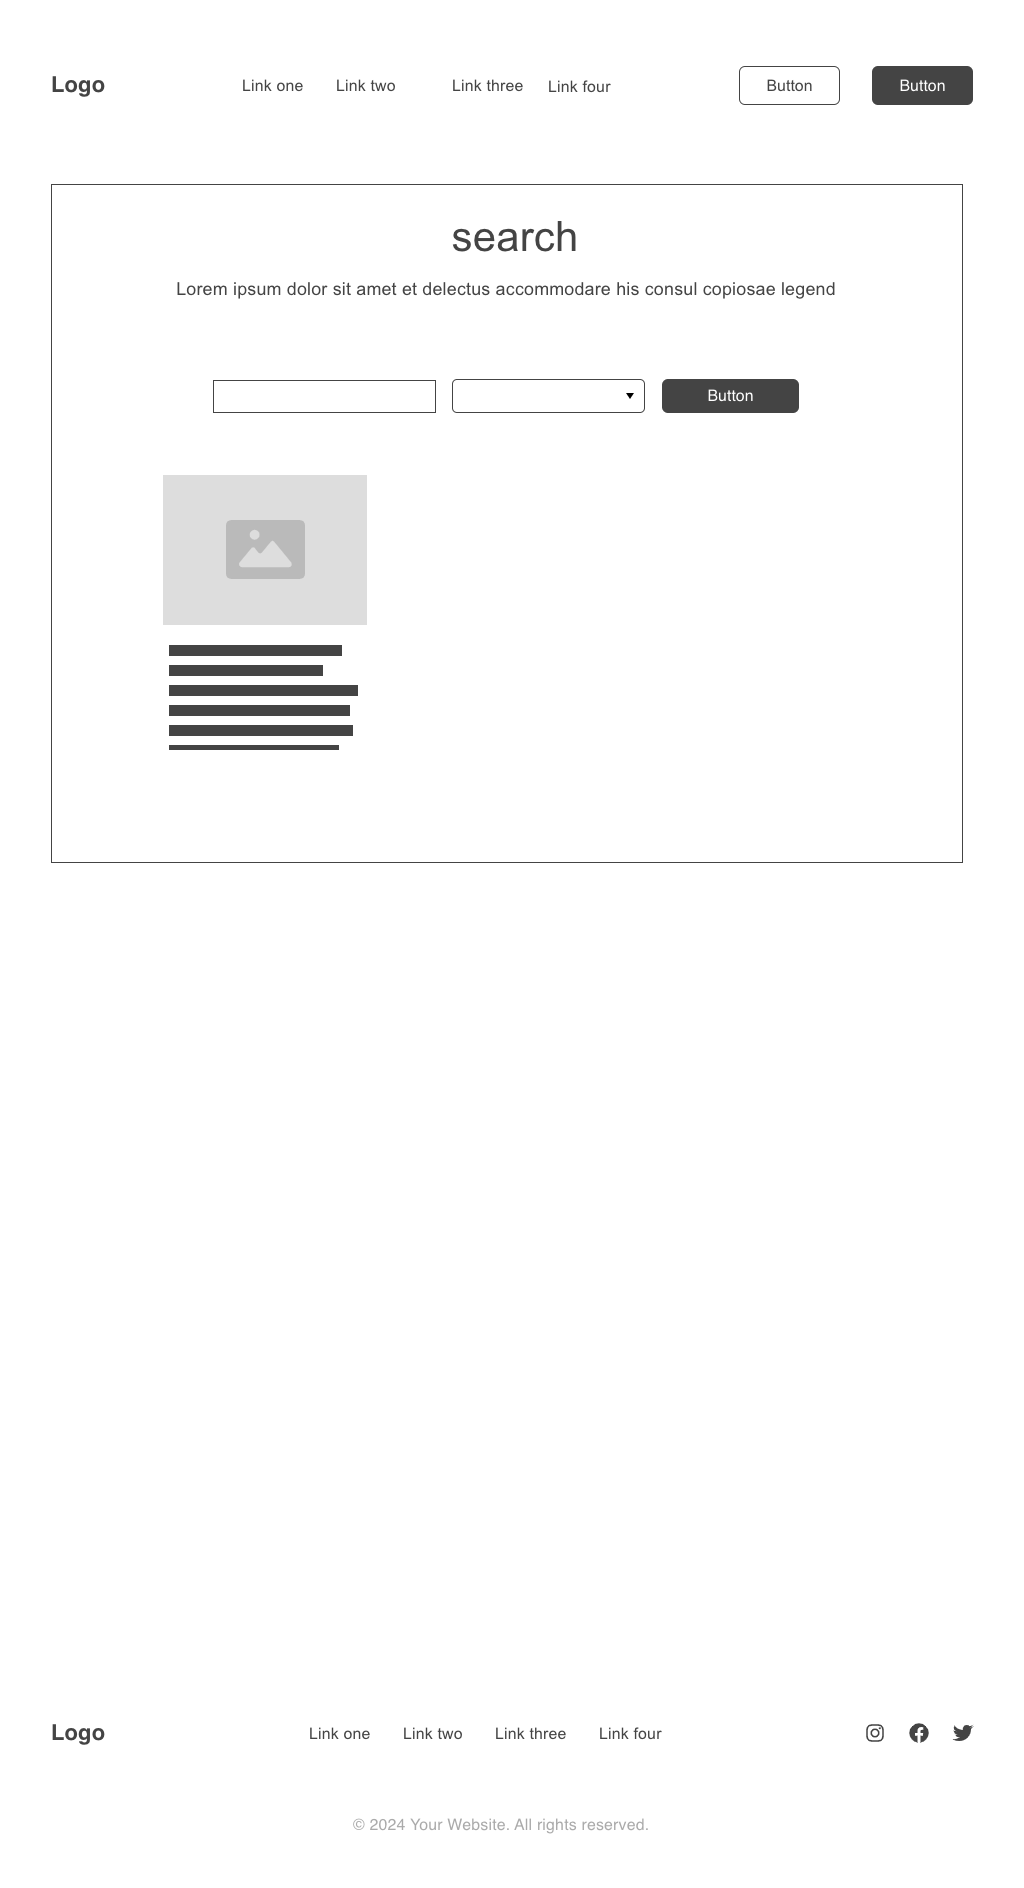 Logo Link one Link two Link three Link four Button Button
search
Lorem ipsum dolor sit amet et delectus accommodare his consul copiosae legend
Button
Logo Link one Link two Link three Link four
© 2024 Your Website. All rights reserved.